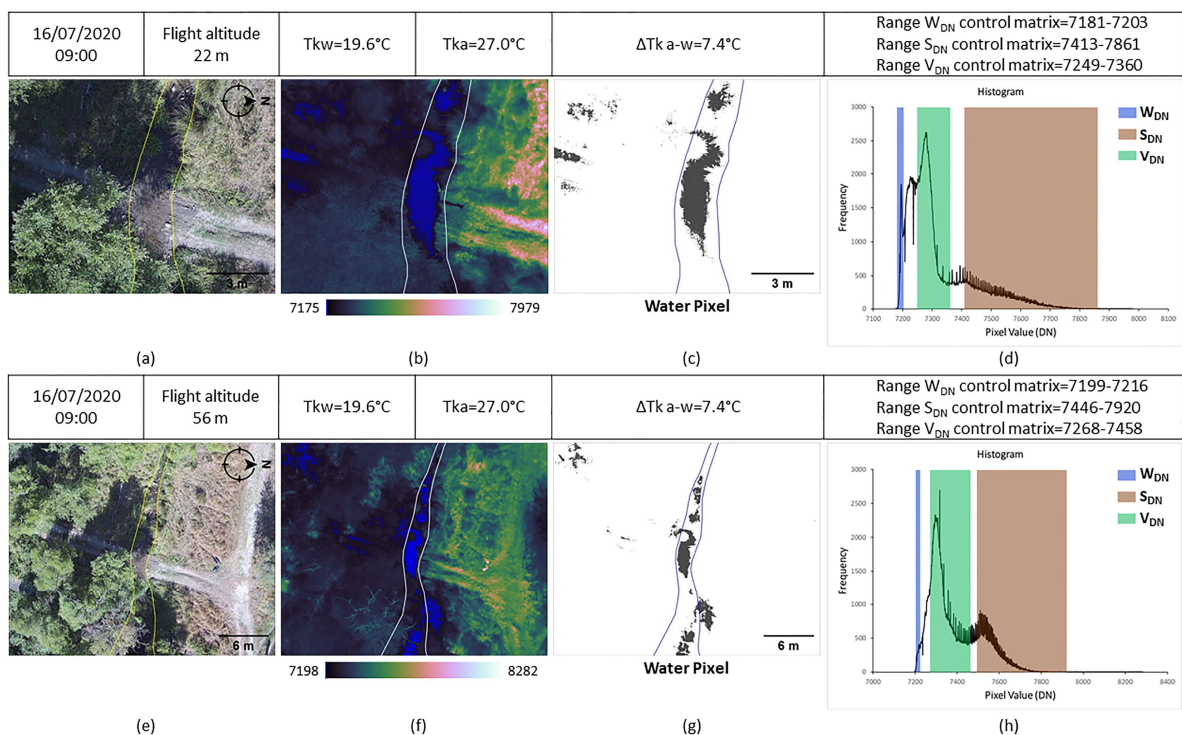 16/07/2020
09:00
Flight altitude
22 m
Tkw=19.6°C
Tka=27.0°C
ΔTk a-w=7.4°C
Range WDN control matrix=7181-7203
Range SDN control matrix=7413-7861
Range VDN control matrix=7249-7360
N
3 m
7175
7979
3 m
Water Pixel
Histogram
Frequency
3000
2500
2000
1500
1000
500
0
7100 7200 7300 7400 7500 7600 7700 7800 7900 8000 8100
Pixel Value (DN)
WDN
SDN
VDN
(a)
(b)
(c)
(d)
16/07/2020
09:00
Flight altitude
56 m
Tkw=19.6°C
Tka=27.0°C
ΔTk a-w=7.4°C
Range WDN control matrix=7199-7216
Range SDN control matrix=7446-7920
Range VDN control matrix=7268-7458
N
6 m
7198
8282
6 m
Water Pixel
Histogram
Frequency
3000
2500
2000
1500
1000
500
0
7000 7200 7400 7600 7800 8000 8200 8400
Pixel Value (DN)
WDN
SDN
VDN
(e)
(f)
(g)
(h)